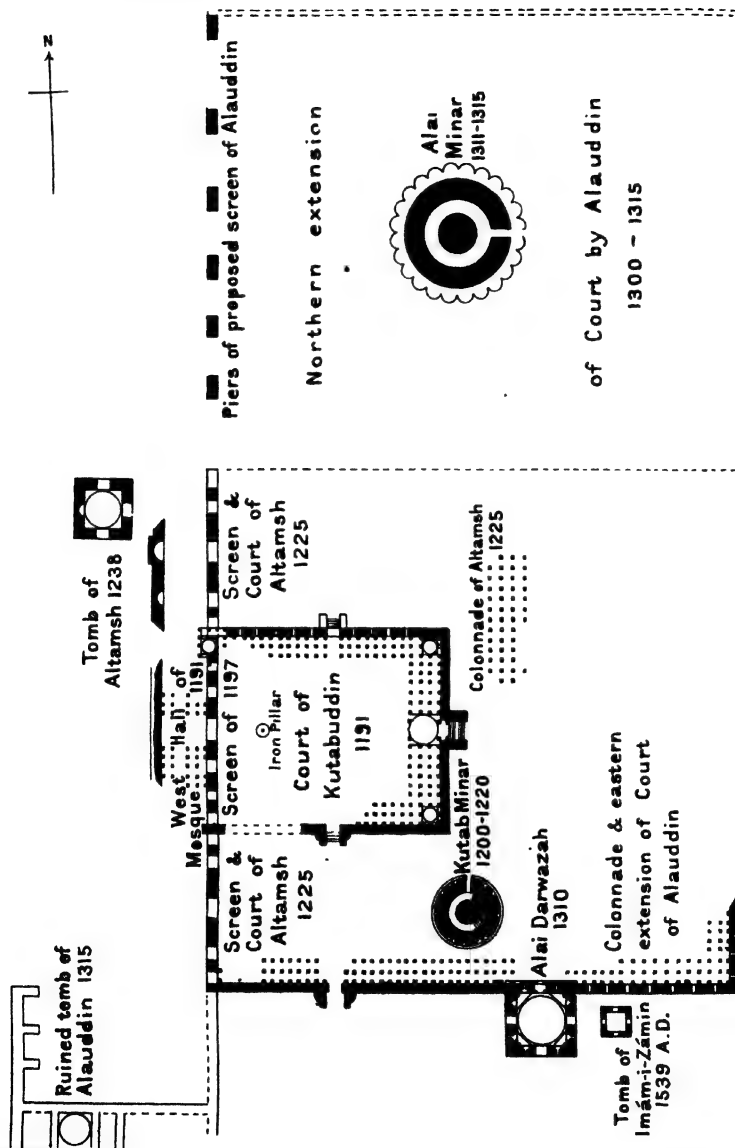 N
Piers of proposed screen of Alauddin
Northern extension
Alai
Minar
1311-1315
of Court by Alauddin
1300 – 1315
Tomb of
Altamsh 1238
Screen &
Court of
Altamsh
1225
Colonnade of Altamsh
1225
West Hall of
Mosque 1191
Screen of 1197
Iron Pillar
Court of
Kutabuddin
1191
Screen &
Court of
Altamsh
1225
Kutab Minar
1200-1220
Alai Darwazah
1310
Colonnade & eastern
extension of Court
of Alauddin
Ruined tomb of
Alauddin 1315
Tomb of
Imám-i-Zámin
1539 A.D.